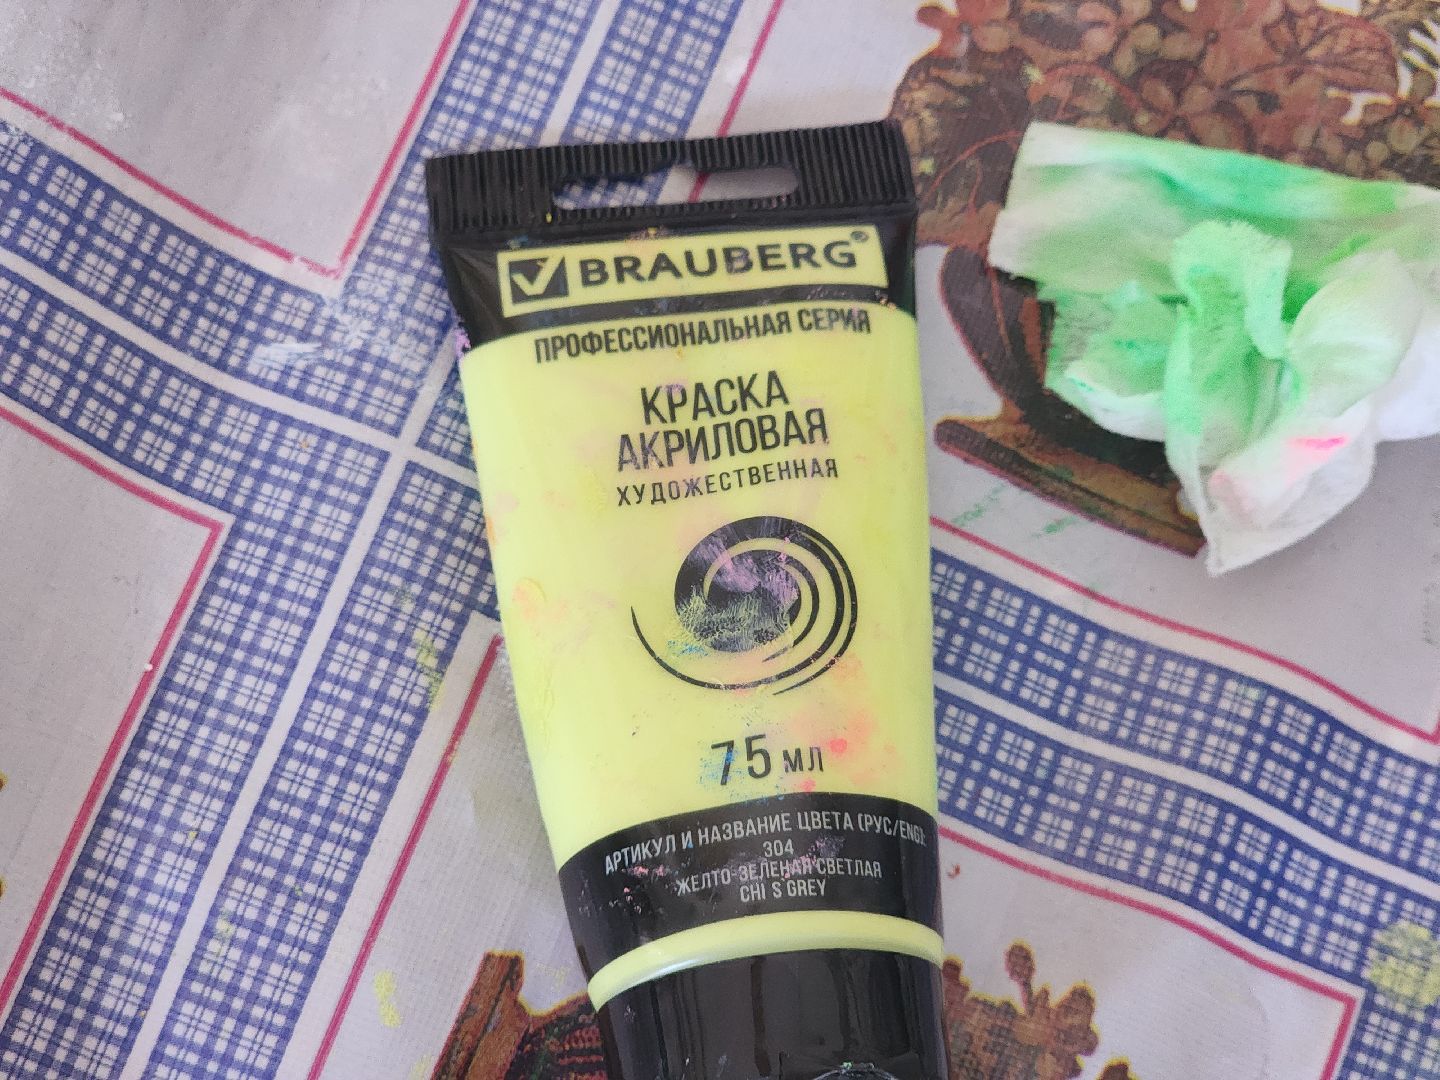 BRAUBERG®
ПРОФЕССИОНАЛЬНАЯ СЕРИЯ
КРАСКА
АКРИЛОВАЯ
ХУДОЖЕСТВЕННАЯ
75 МЛ
АРТИКУЛ И НАЗВАНИЕ ЦВЕТА (РУС/ENG):
304
ЖЕЛТО-ЗЕЛЕНАЯ СВЕТЛАЯ
CHI S GREY